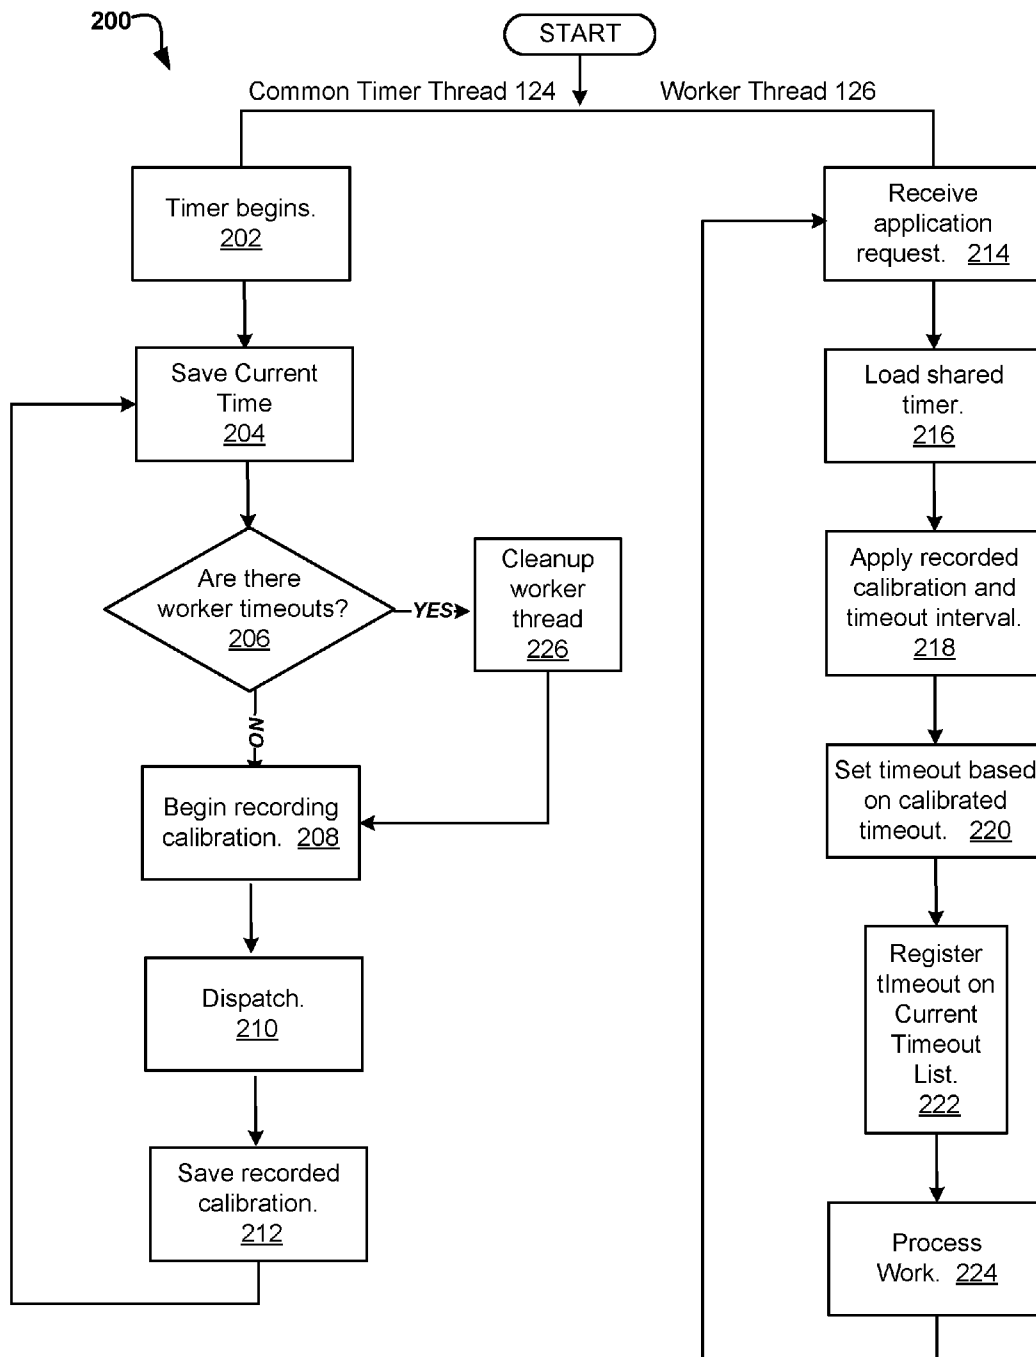 200
START
Common Timer Thread 124
Worker Thread 126
Timer begins.
202
Save Current
Time
204
Are there
worker timeouts?
206
YES
Cleanup
worker
thread
226
NO
Begin recording
calibration. 208
Dispatch.
210
Save recorded
calibration.
212
Receive
application
request. 214
Load shared
timer.
216
Apply recorded
calibration and
timeout interval.
218
Set timeout based
on calibrated
timeout. 220
Register
tImeout on
Current
Timeout
List.
222
Process
Work. 224